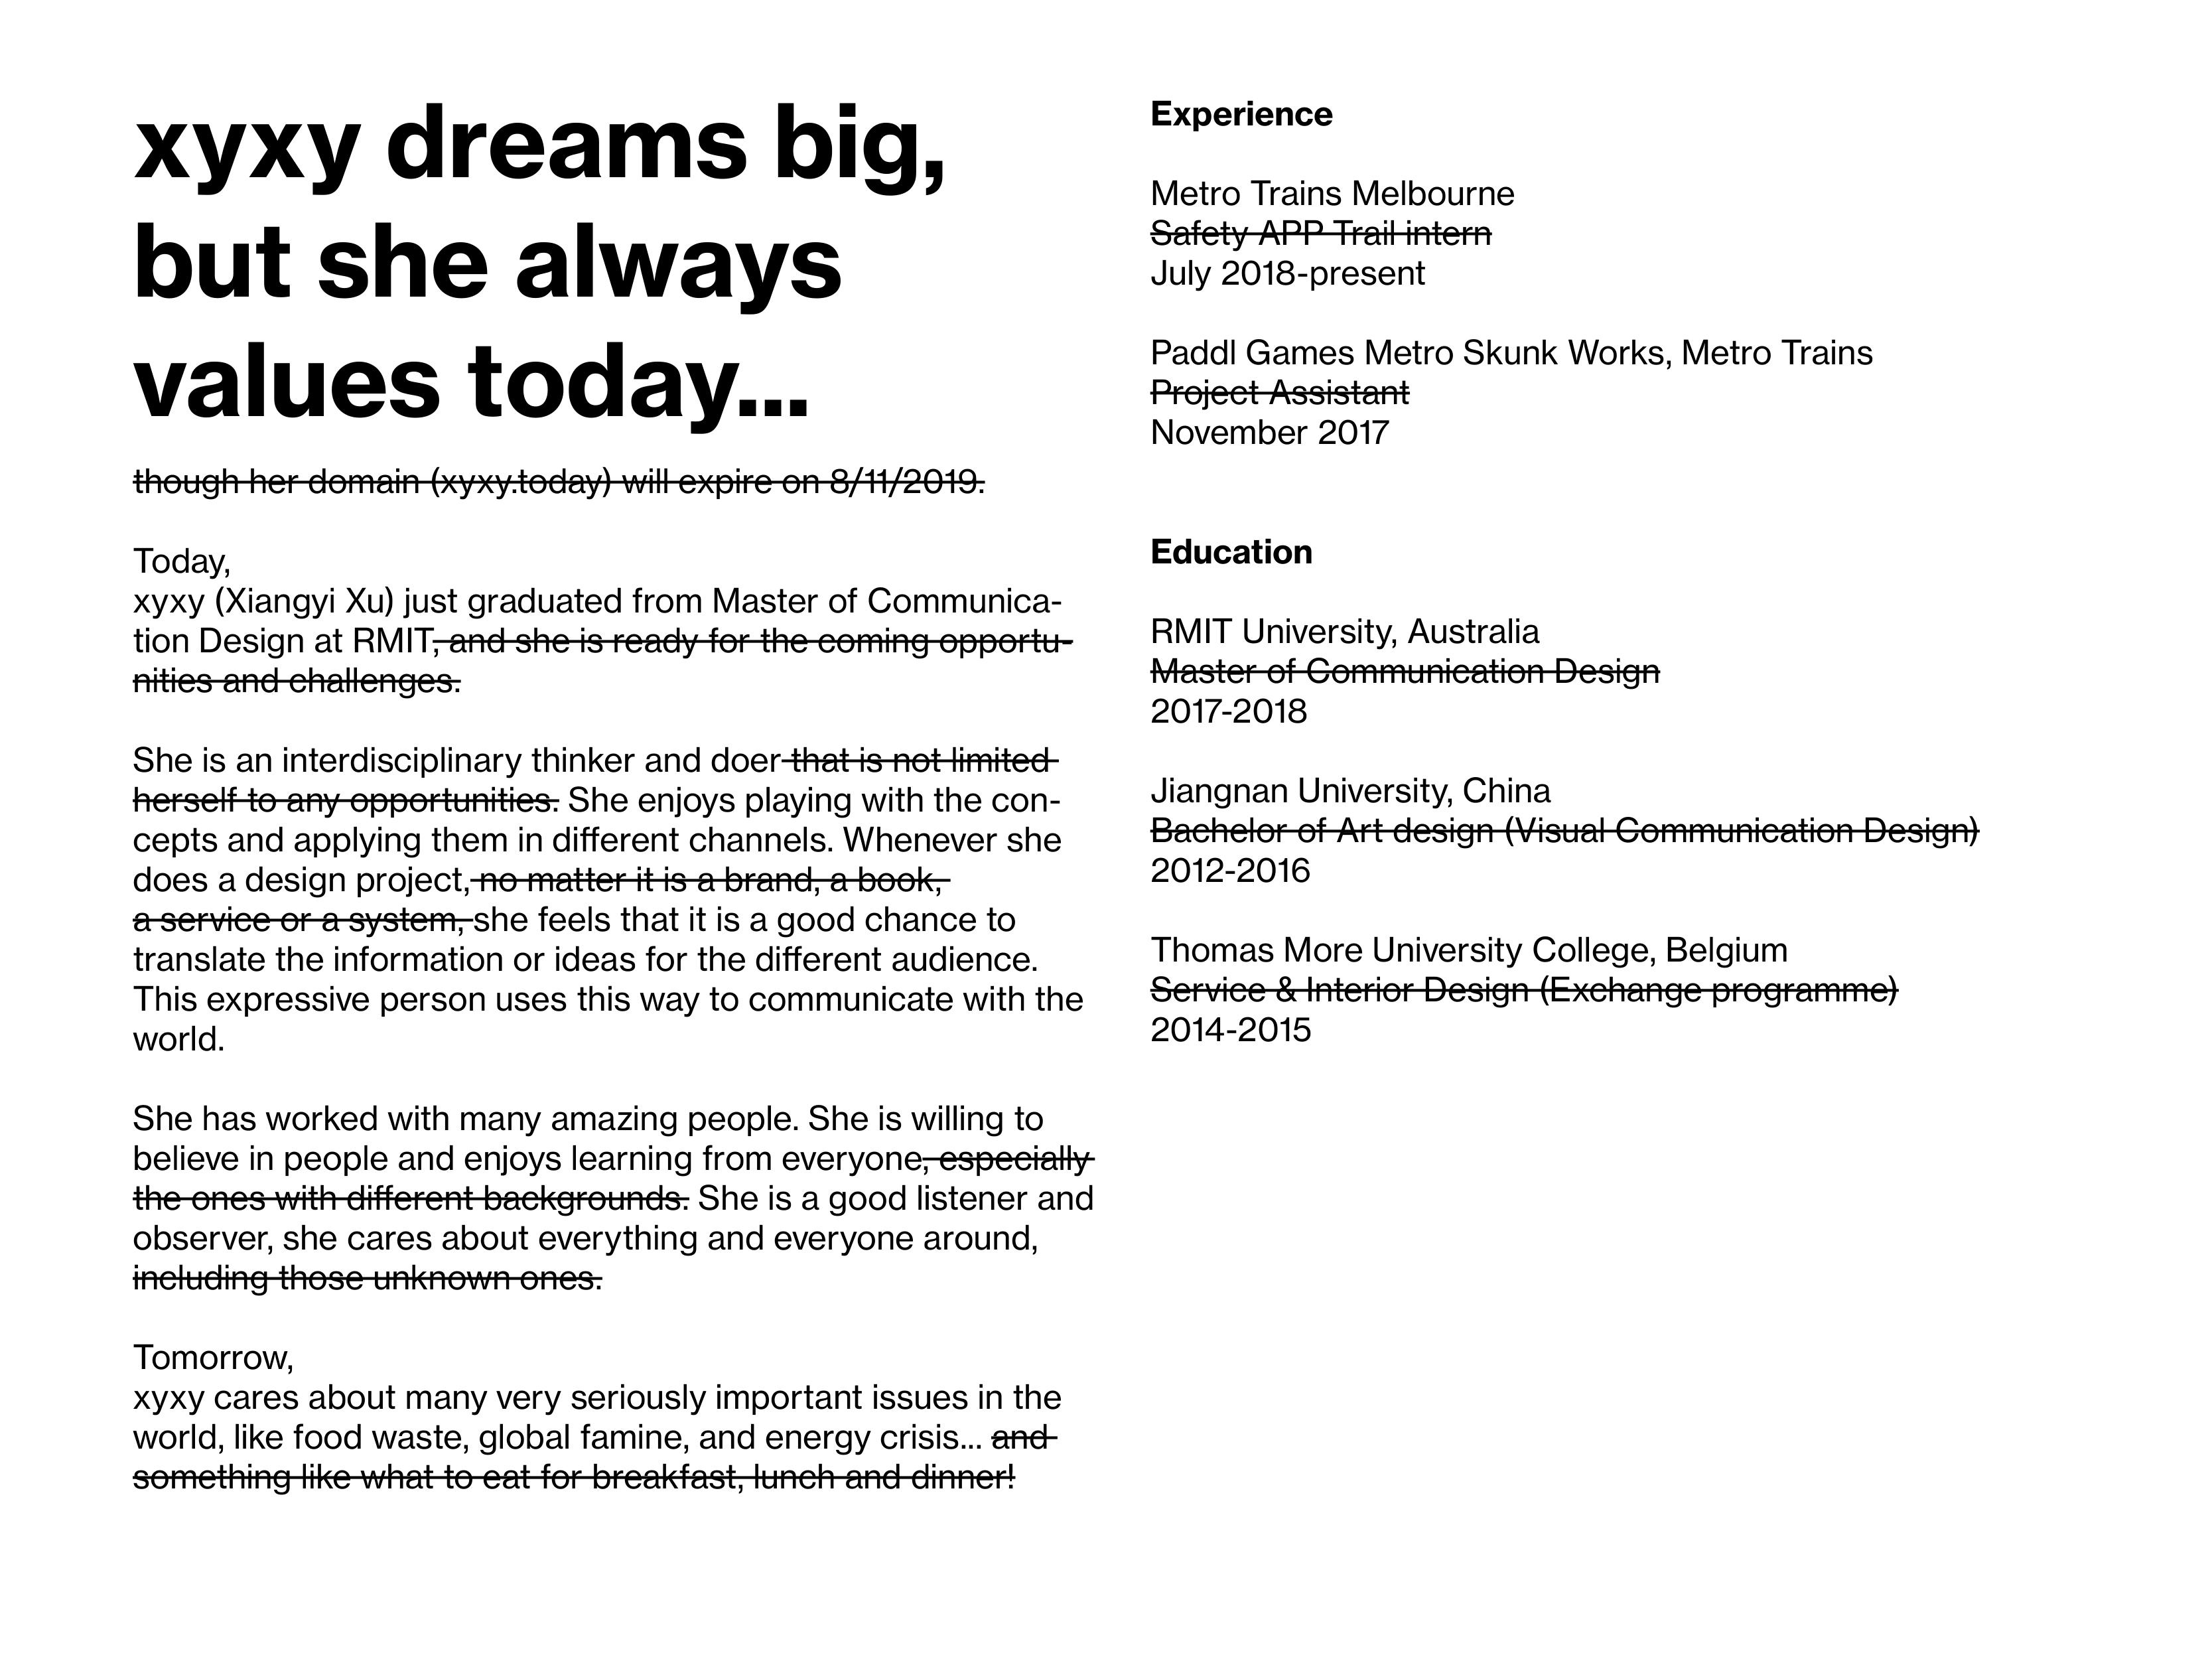 xyxy dreams big,
but she always
values today...
though her domain (xyxy.today) will expire on 8/11/2019.
Today,
xyxy (Xiangyi Xu) just graduated from Master of Communica-
tion Design at RMIT, and she is ready for the coming opportu-
nities and challenges.
She is an interdisciplinary thinker and doer that is not limited
herself to any opportunities. She enjoys playing with the con-
cepts and applying them in different channels. Whenever she
does a design project, no matter it is a brand, a book,
a service or a system, she feels that it is a good chance to
translate the information or ideas for the different audience.
This expressive person uses this way to communicate with the
world.
She has worked with many amazing people. She is willing to
believe in people and enjoys learning from everyone, especially
the ones with different backgrounds. She is a good listener and
observer, she cares about everything and everyone around,
including those unknown ones.
Tomorrow,
xyxy cares about many very seriously important issues in the
world, like food waste, global famine, and energy crisis... and
something like what to eat for breakfast, lunch and dinner!
Experience
Metro Trains Melbourne
Safety APP Trail intern
July 2018-present
Paddl Games Metro Skunk Works, Metro Trains
Project Assistant
November 2017
Education
RMIT University, Australia
Master of Communication Design
2017-2018
Jiangnan University, China
Bachelor of Art design (Visual Communication Design)
2012-2016
Thomas More University College, Belgium
Service & Interior Design (Exchange programme)
2014-2015